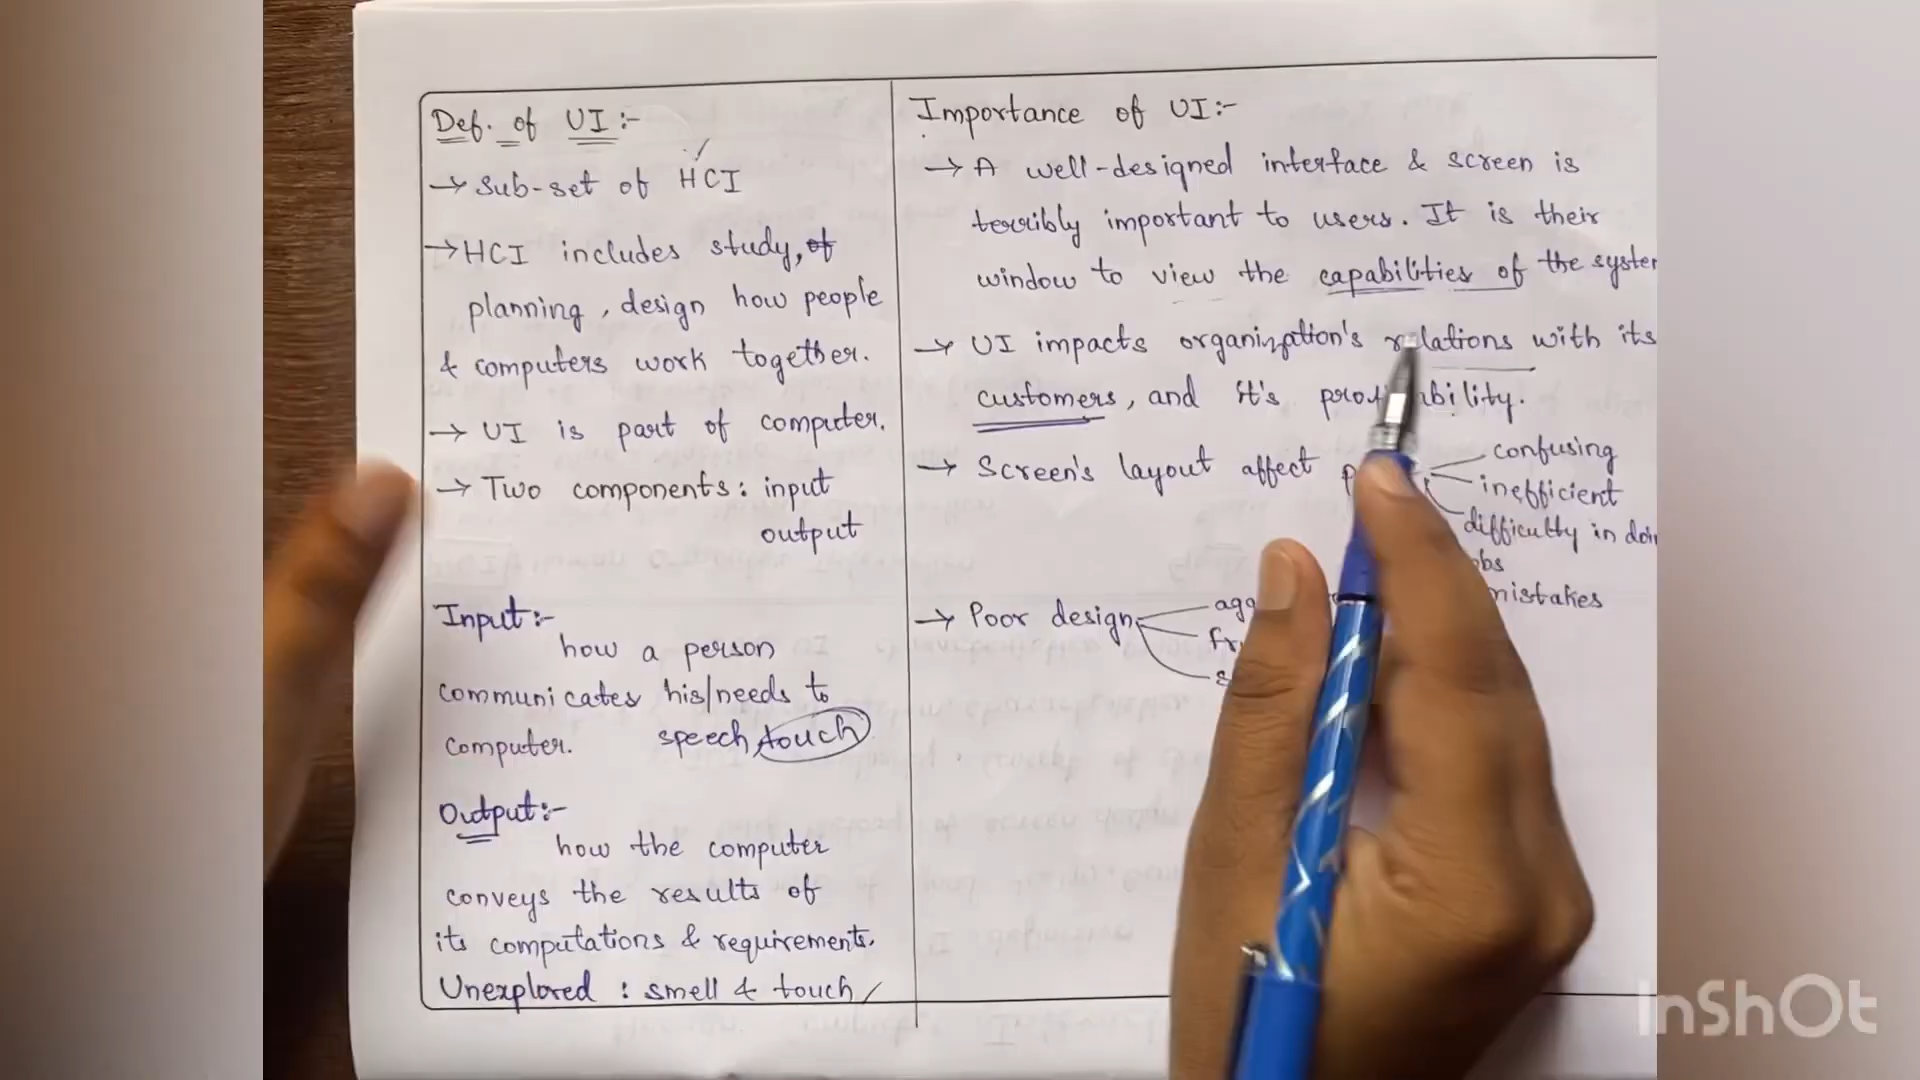 Def. of UI:-
→ Sub-set of HCI
→ HCI includes study, of
planning, design how people
& computers work together.
→ UI is part of computer.
→ Two components: input
output
Input:-
how a person
communicates his/needs to
computer. speech, touch
Output:-
how the computer
conveys the results of
its computations & requirements.
Unexplored : smell & touch
Importance of UI:-
→ A well-designed interface & screen is
terribly important to users. It is their
window to view the capabilities of the system
→ UI impacts organization's relations with its
customers, and it's profitability.
→ Screen's layout affect
confusing
inefficient
difficulty in doin
mistakes
→ Poor design
InShOt